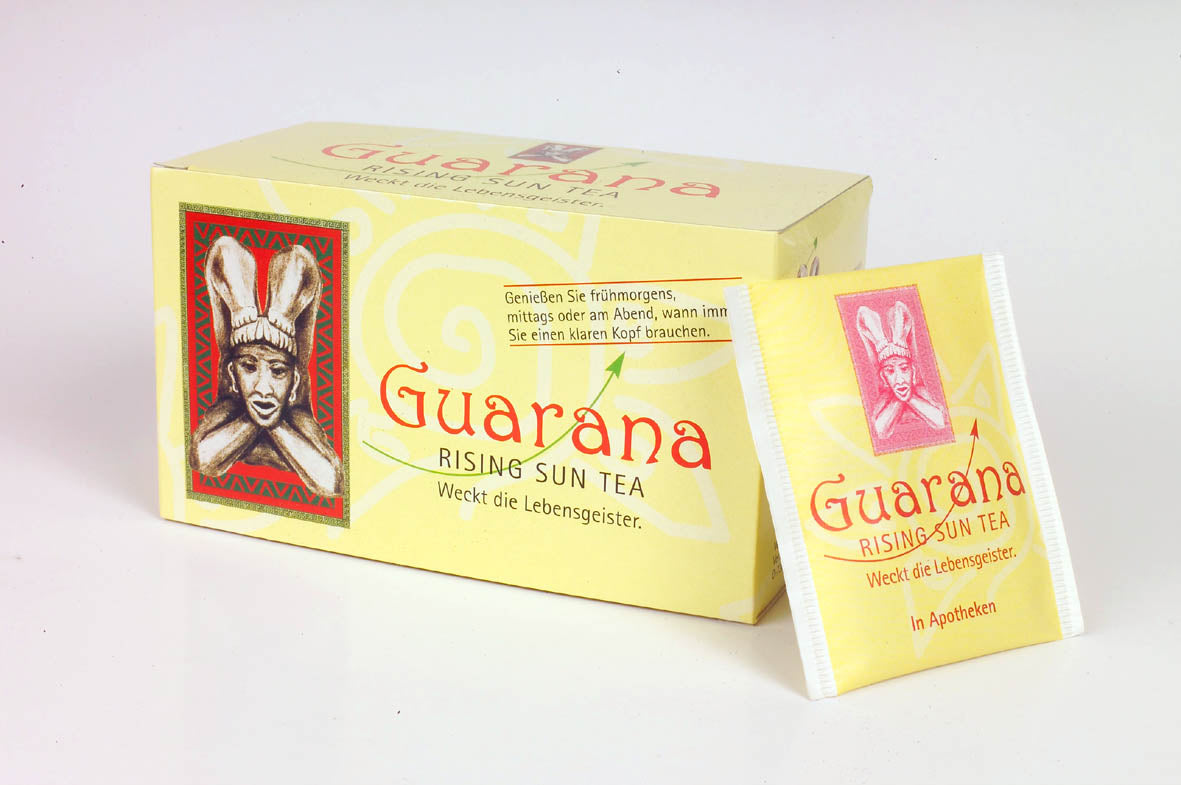 Guarana
RISING SUN TEA
Weckt die Lebensgeister.
Genießen Sie frühmorgens,
mittags oder am Abend, wann imm
Sie einen klaren Kopf brauchen.
Guarana
RISING SUN TEA
Weckt die Lebensgeister.
Guarana
RISING SUN TEA
Weckt die Lebensgeister.
In Apotheken